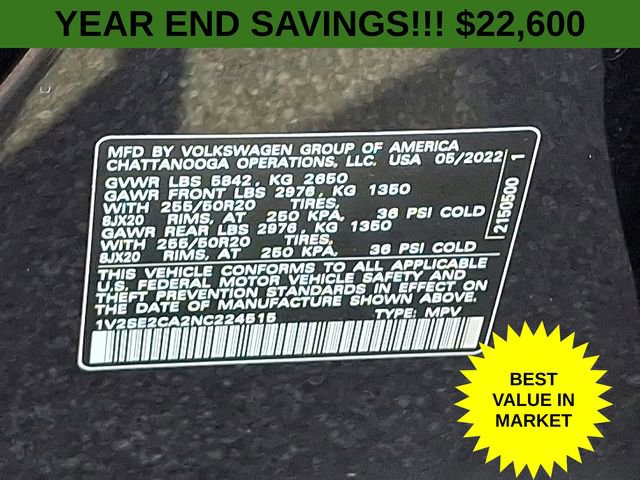 YEAR END SAVINGS!!! $22,600
MFD BY VOLKSWAGEN GROUP OF AMERICA
CHATTANOOGA OPERATIONS, LLC. USA 05/2022
GVWR LBS 5842, KG 2650
GAWR FRONT LBS 2976, KG 1350
WITH 255/50R20 TIRES,
8JX20 RIMS, AT 250 KPA, 36 PSI COLD
GAWR REAR LBS 2976, KG 1350
WITH 255/50R20 TIRES,
8JX20 RIMS, AT 250 KPA, 36 PSI COLD
THIS VEHICLE CONFORMS TO ALL APPLICABLE
U.S. FEDERAL MOTOR VEHICLE SAFETY AND
THEFT PREVENTION STANDARDS IN EFFECT ON
THE DATE OF MANUFACTURE SHOWN ABOVE.
1V2SE2CA2NC224515 TYPE: MPV
2150500 1
BEST
VALUE IN
MARKET